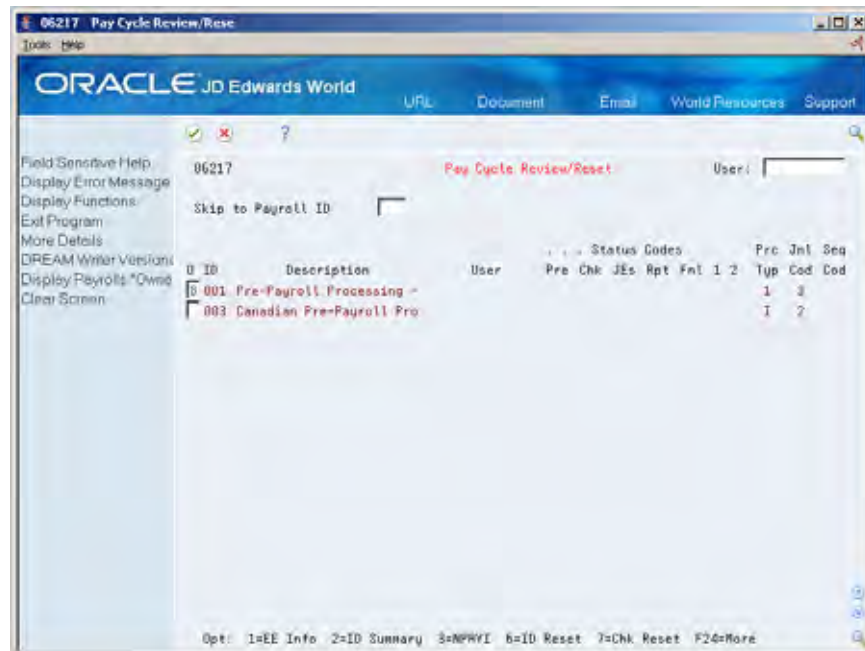 06217 Pay Cycle Review/Rese
Tools Help
ORACLE JD Edwards World
URL Document Email World Resources Support
?
Field Sensitive Help
Display Error Message
Display Functions
Exit Program
More Details
DREAM Writer Versions
Display Payrolls *Owned
Clear Screen
06217 Pay Cycle Review/Reset User:
Skip to Payroll ID
. . . Status Codes Prc Jnl Seq
O ID Description User Pre Chk JEs Rpt Fnl 1 2 Typ Cod Cod
001 Pre-Payroll Processing - 1 3
003 Canadian Pre-Payroll Pro I 2
Opt: 1=EE Info 2=ID Summary 6=ID Reset 7=Chk Reset F24=More